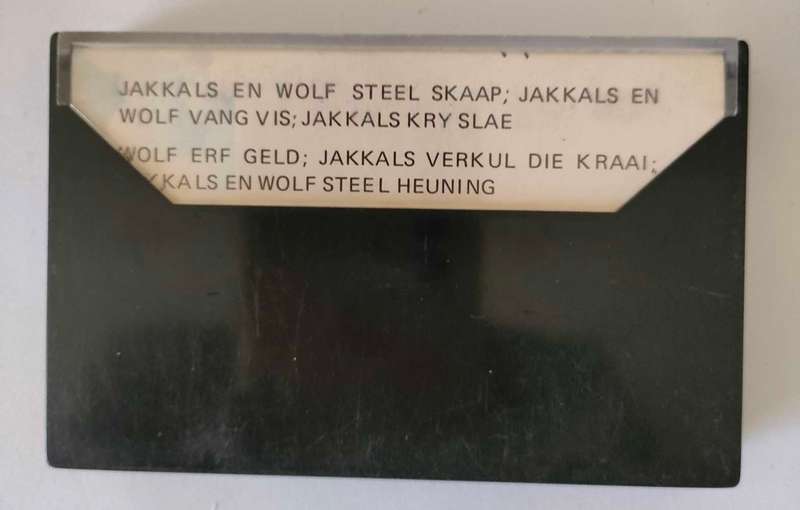 JAKKALS EN WOLF STEEL SKAAP; JAKKALS EN
WOLF VANG VIS; JAKKALS KRY SLAE
WOLF ERF GELD; JAKKALS VERKUL DIE KRAAI;
JAKKALS EN WOLF STEEL HEUNING